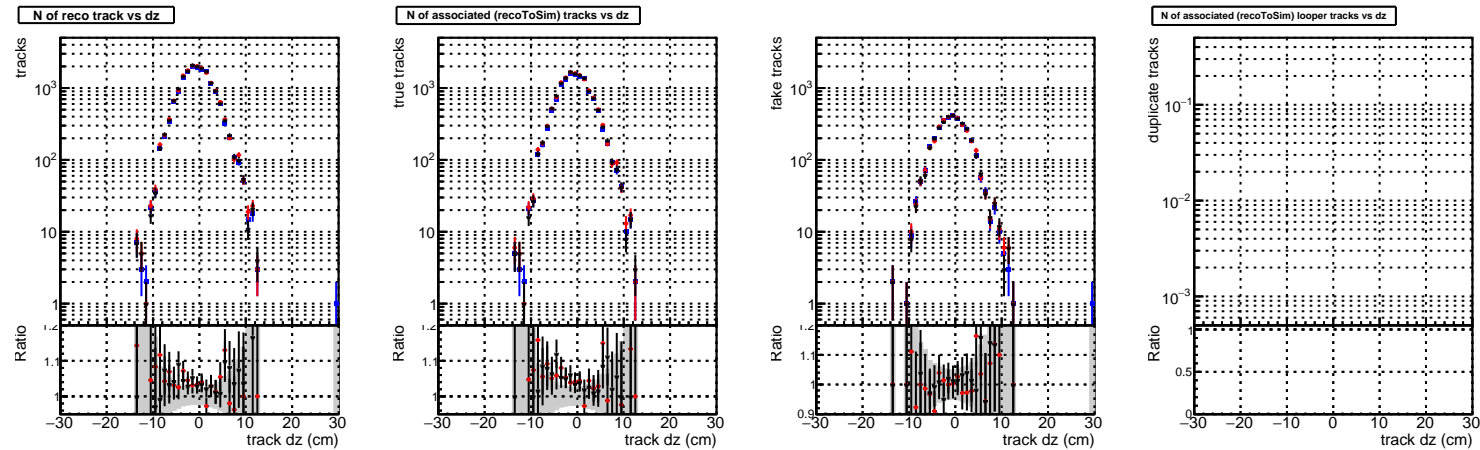 N of reco track vs dz
tracks
10³
10²
10
1
Ratio
1.2
1.1
1
−30 −20 −10 0 10 20 30
track dz (cm)
N of associated (recoToSim) tracks vs dz
true tracks
10³
10²
10
1
Ratio
1.2
1.1
1
−30 −20 −10 0 10 20 30
track dz (cm)
fake tracks
10³
10²
10
1
Ratio
1.2
1.1
1
0.9
−30 −20 −10 0 10 20 30
track dz (cm)
N of associated (recoToSim) looper tracks vs dz
duplicate tracks
10⁻¹
10⁻²
10⁻³
Ratio
1
0.5
0
−30 −20 −10 0 10 20 30
track dz (cm)